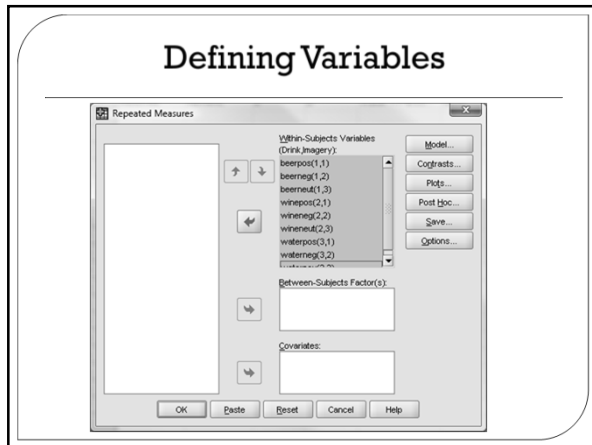 Defining Variables
Repeated Measures
Within-Subjects Variables
(Drink,Imagery):
beerpos(1,1)
beerneg(1,2)
beerneut(1,3)
winepos(2,1)
wineneg(2,2)
wineneut(2,3)
waterpos(3,1)
waterneg(3,2)
Model...
Contrasts...
Plots...
Post Hoc...
Save...
Options...
Between-Subjects Factor(s):
Covariates:
OK
Paste
Reset
Cancel
Help